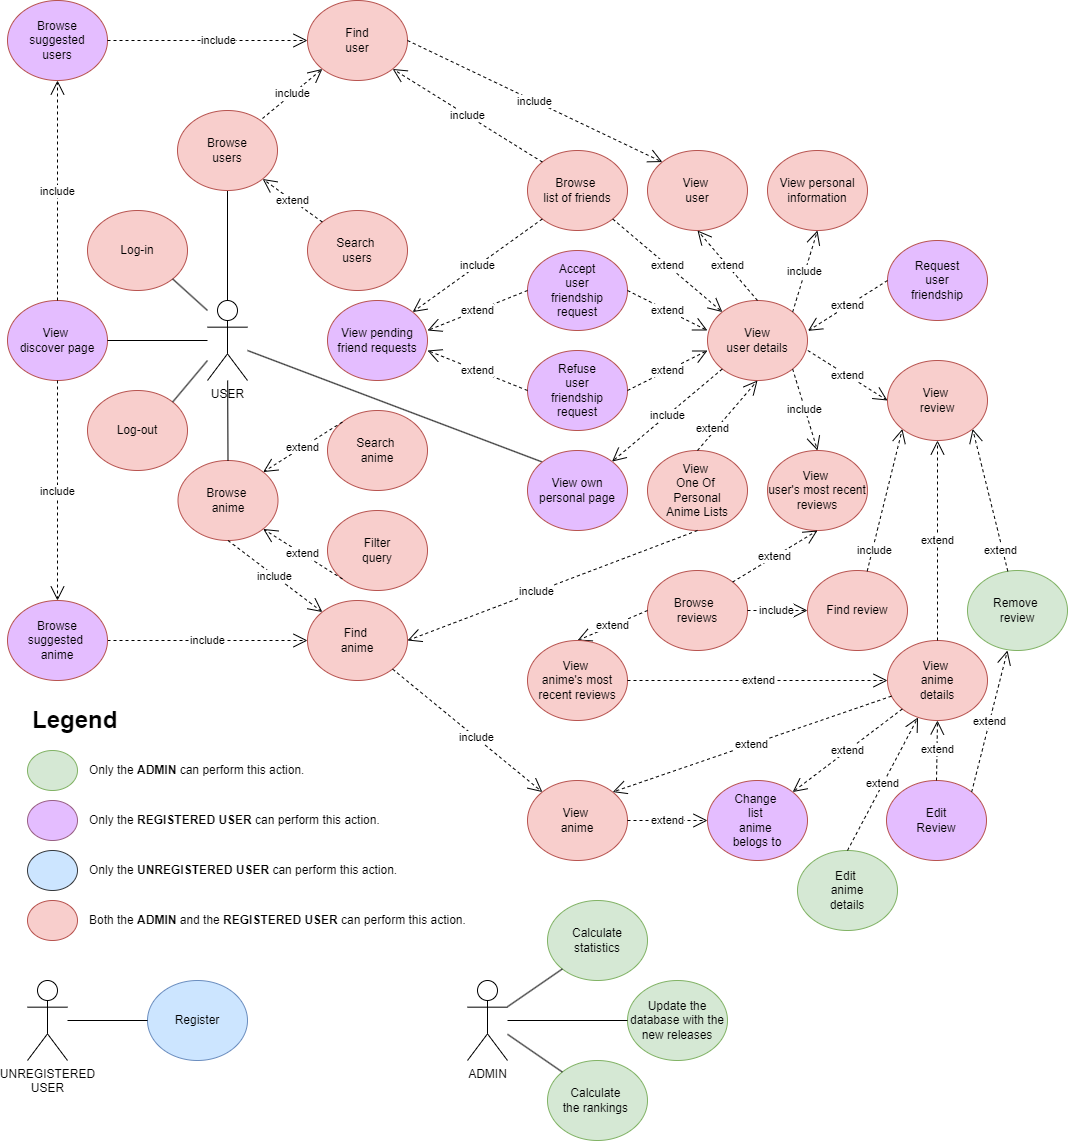 Browse
suggested
users
include
Find
user
include
include
include
Browse
users
include
extend
Browse
list of friends
View
user
View personal
information
Log-in
Search
users
include
extend
extend
include
Accept
user
friendship
request
Request
user
friendship
extend
extend
View
discover page
USER
View pending
friend requests
extend
Refuse
user
friendship
request
extend
View
user details
extend
View
review
Log-out
include
extend
include
Search
anime
extend
Browse
anime
View own
personal page
View
One Of
Personal
Anime Lists
View
user's most recent
reviews
include
Filter
query
extend
include
include
extend
include
extend
extend
Browse
suggested
anime
include
Find
anime
Browse
reviews
include
Find review
Remove
review
extend
View
anime's most
recent reviews
extend
View
anime details
include
extend
extend
extend
extend
extend
View
anime
extend
Change
list
anime
belogs to
Edit
Review
Edit
anime
details
Legend
Only the ADMIN can perform this action.
Only the REGISTERED USER can perform this action.
Only the UNREGISTERED USER can perform this action.
Both the ADMIN and the REGISTERED USER can perform this action.
UNREGISTERED
USER
Register
ADMIN
Calculate
statistics
Update the
database with the
new releases
Calculate
the rankings